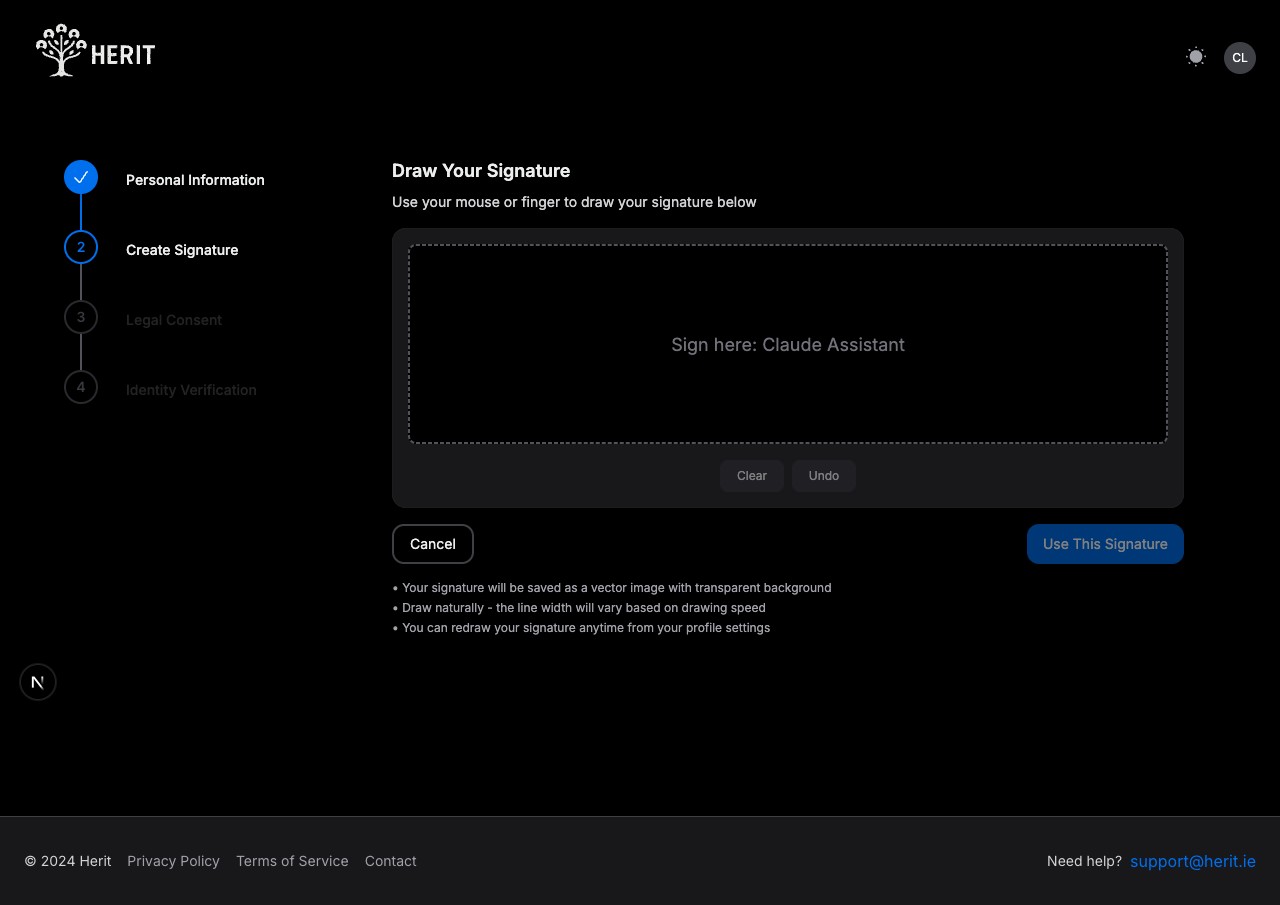 HERIT
CL
Personal Information
2
Create Signature
3
Legal Consent
4
Identity Verification
Draw Your Signature
Use your mouse or finger to draw your signature below
Sign here: Claude Assistant
Clear
Undo
Cancel
Use This Signature
• Your signature will be saved as a vector image with transparent background
• Draw naturally - the line width will vary based on drawing speed
• You can redraw your signature anytime from your profile settings
N
© 2024 Herit
Privacy Policy
Terms of Service
Contact
Need help? support@herit.ie